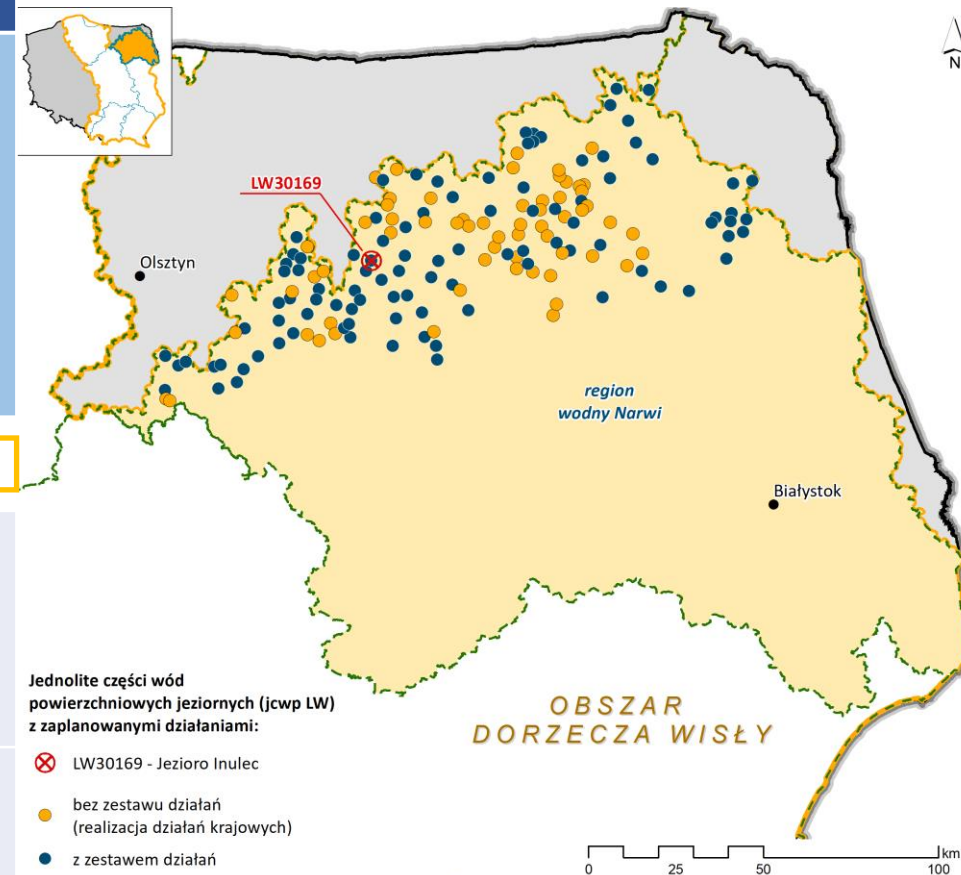 N
LW30169
Olsztyn
region
wodny Narwi
Białystok
OBSZAR
DORZECZA WISŁY
Jednolite części wód
powierzchniowych jeziornych (jcwp LW)
z zaplanowanymi działaniami:
LW30169 - Jezioro Inulec
bez zestawu działań
(realizacja działań krajowych)
z zestawem działań
km
0 25 50 100